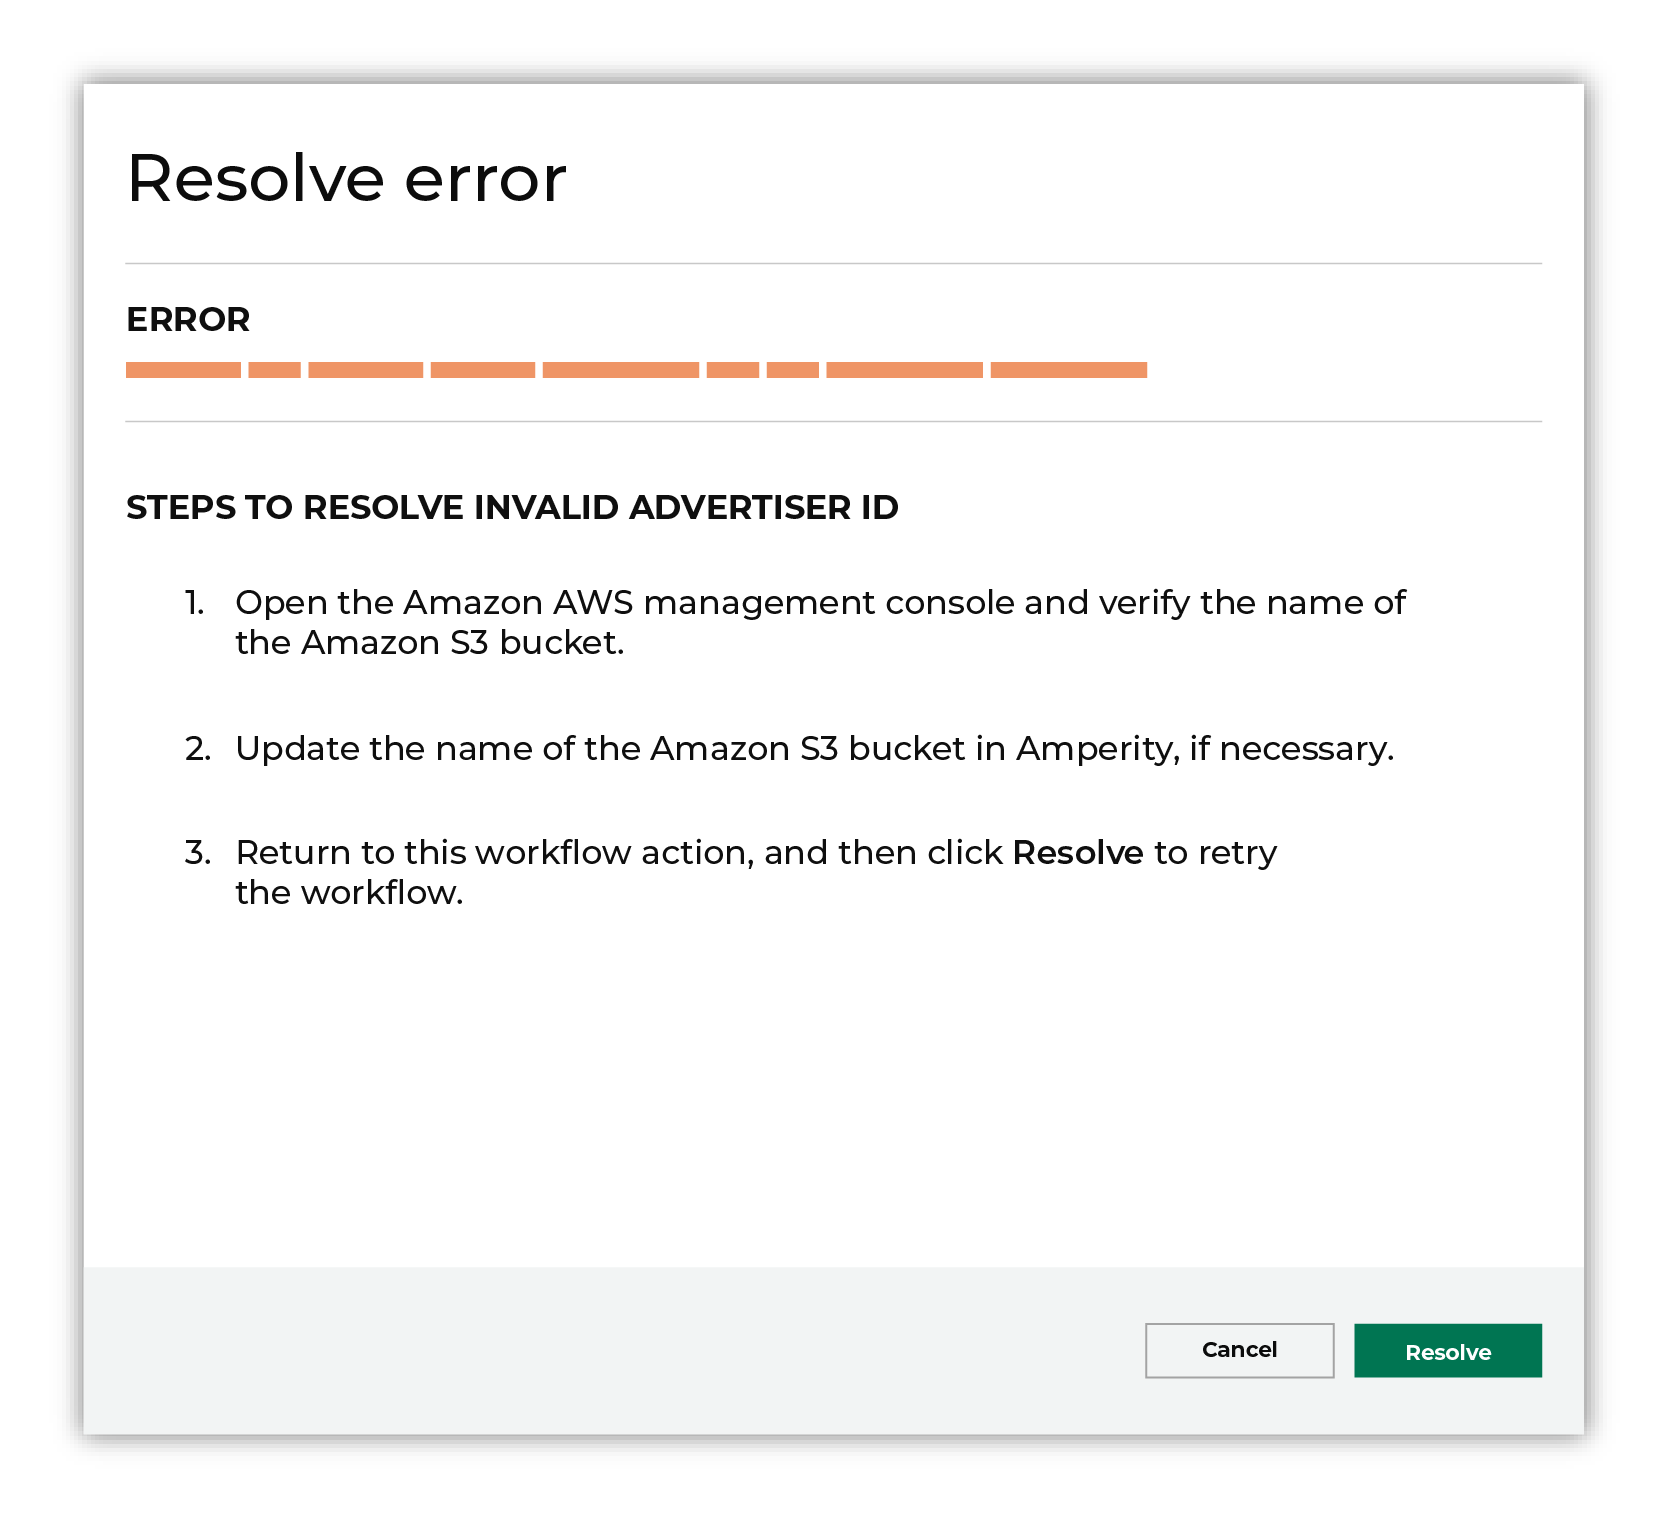 Resolve error
ERROR
STEPS TO RESOLVE INVALID ADVERTISER ID
1. Open the Amazon AWS management console and verify the name of
the Amazon S3 bucket.
2. Update the name of the Amazon S3 bucket in Amperity, if necessary.
3. Return to this workflow action, and then click Resolve to retry
the workflow.
Cancel
Resolve